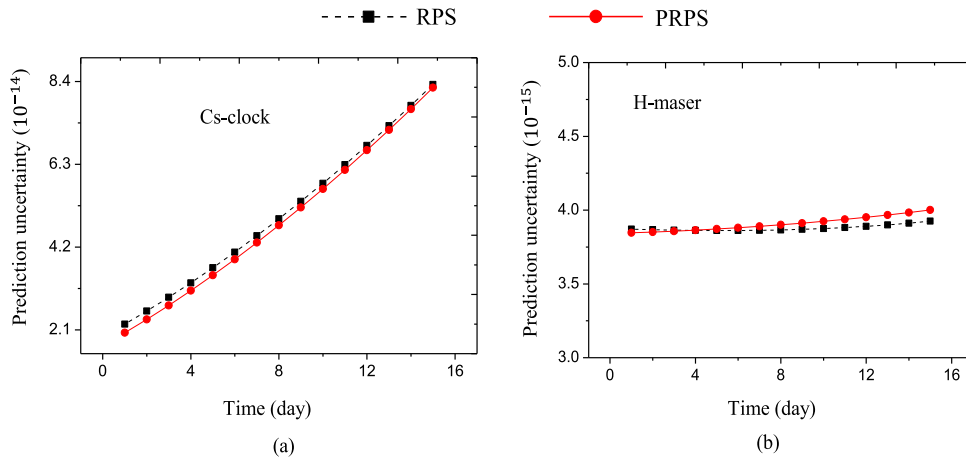 RPS
PRPS
Prediction uncertainty (10⁻¹⁴)
8.4
6.3
4.2
2.1
Cs-clock
0 4 8 12 16
Time (day)
(a)
Prediction uncertainty (10⁻¹⁵)
5.0
4.5
4.0
3.5
3.0
H-maser
0 4 8 12 16
Time (day)
(b)